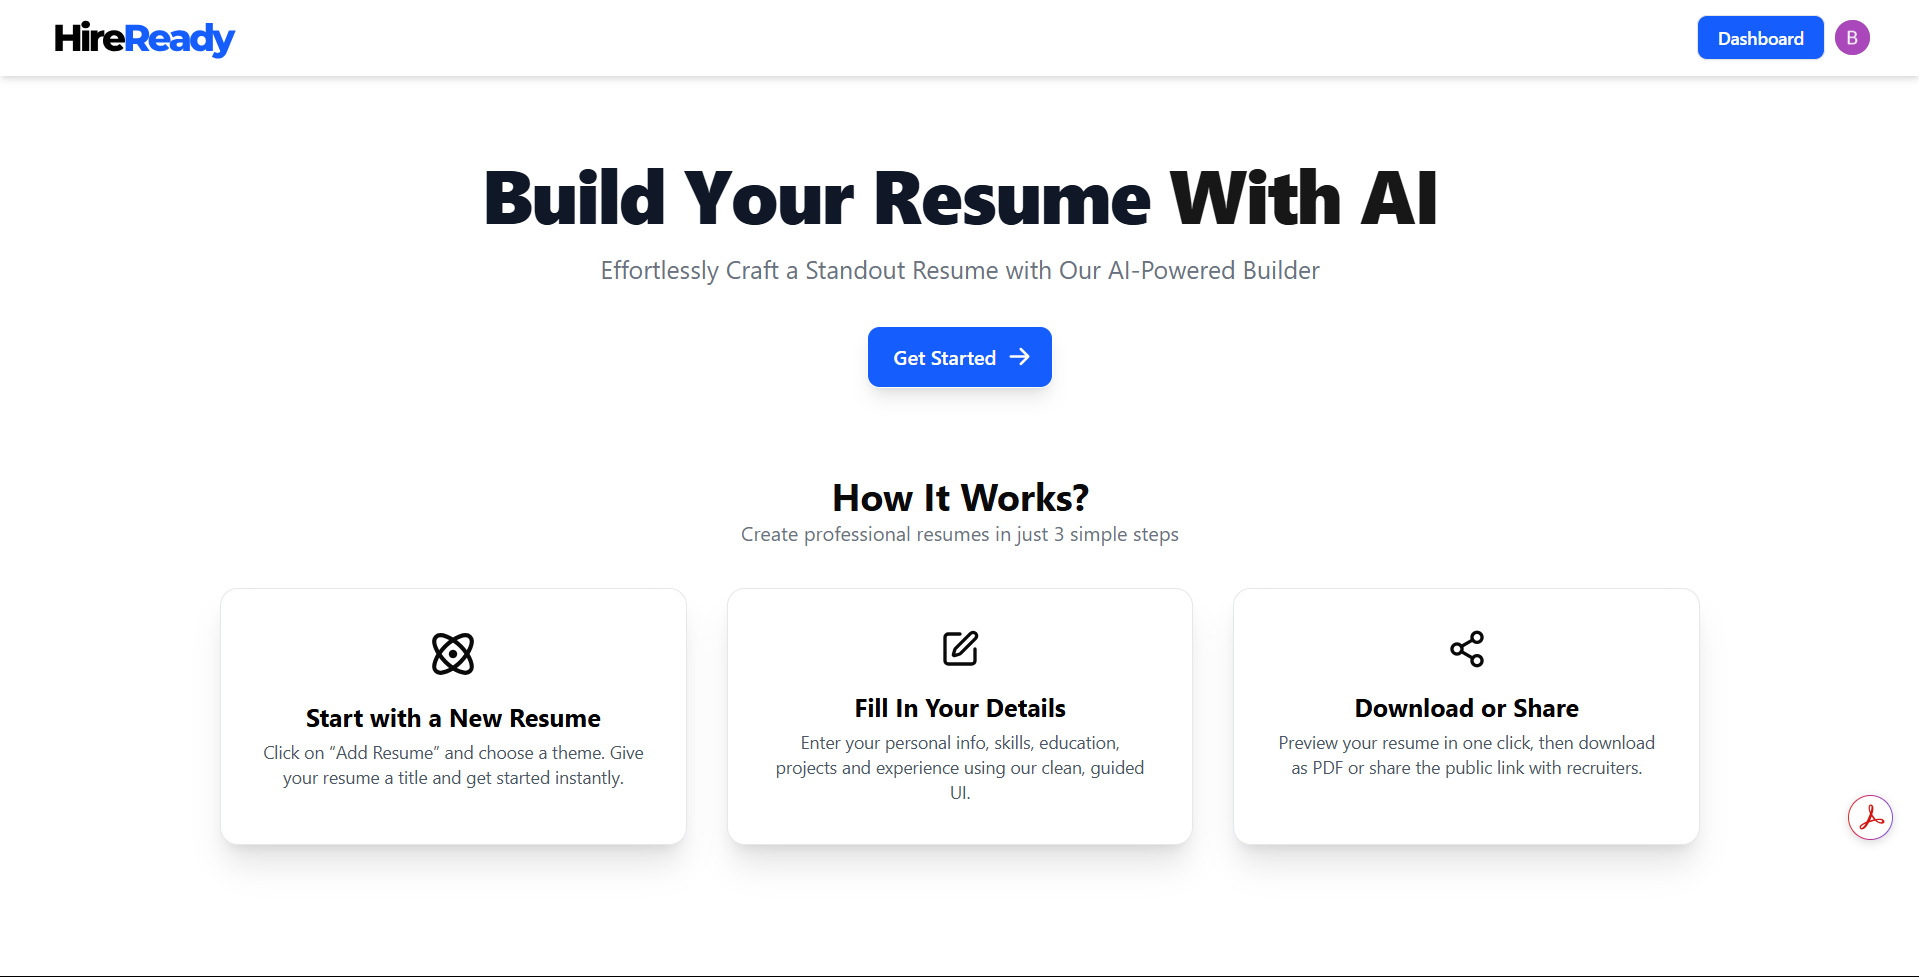 HireReady
Dashboard
B
Build Your Resume With AI
Effortlessly Craft a Standout Resume with Our AI-Powered Builder
Get Started
How It Works?
Create professional resumes in just 3 simple steps
Start with a New Resume
Click on “Add Resume” and choose a theme. Give
your resume a title and get started instantly.
Fill In Your Details
Enter your personal info, skills, education,
projects and experience using our clean, guided
UI.
Download or Share
Preview your resume in one click, then download
as PDF or share the public link with recruiters.